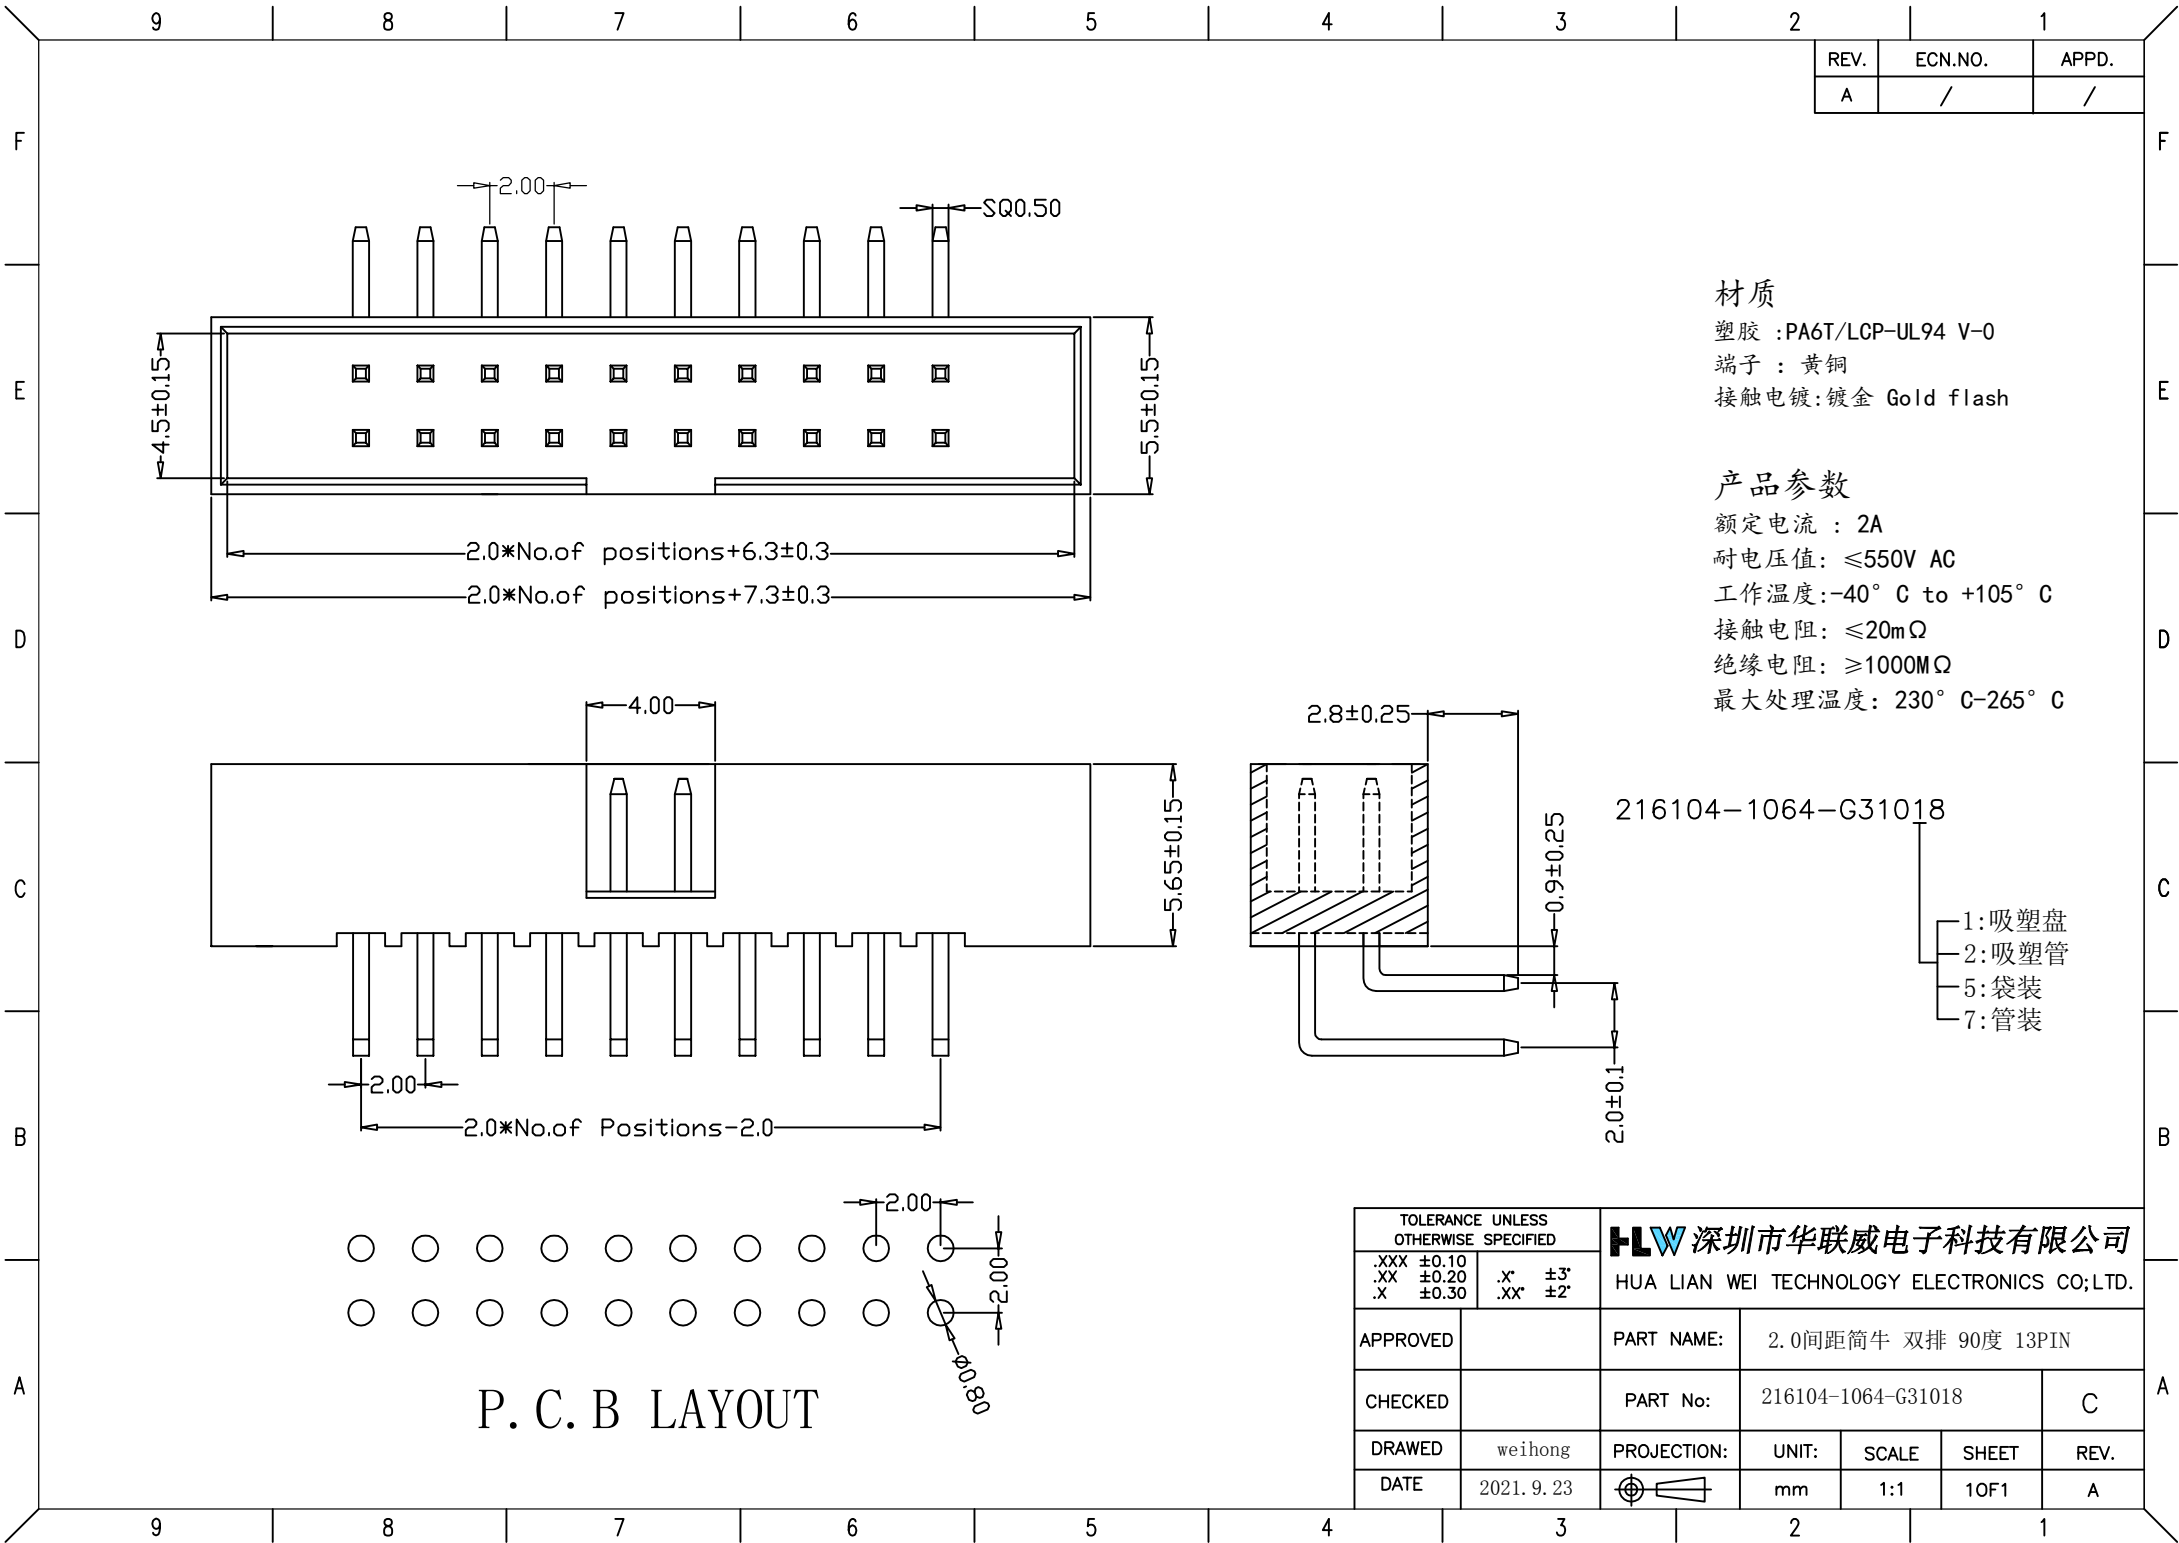 9 8 7 6 5 4 3 2 1
REV. ECN.NO. APPD.
A / /
F F
2.00
SQ0.50
4.5±0.15
5.5±0.15
E E
2.0*No.of positions+6.3±0.3
2.0*No.of positions+7.3±0.3
材质
塑胶 :PA6T/LCP-UL94 V-0
端子 : 黄铜
接触电镀:镀金 Gold flash
产品参数
额定电流 : 2A
耐电压值: ≤550V AC
工作温度:-40° C to +105° C
接触电阻: ≤20mΩ
绝缘电阻: ≥1000MΩ
最大处理温度: 230° C-265° C
D D
4.00
5.65±0.15
2.8±0.25
0.9±0.25
2.0±0.1
216104-1064-G31018
1:吸塑盘
2:吸塑管
5:袋装
7:管装
C C
2.00
2.0*No.of Positions-2.0
B B
2.00
2.00
Ø0.80
P.C.B LAYOUT
A A
TOLERANCE UNLESS
OTHERWISE SPECIFIED
.XXX ±0.10
.XX ±0.20
.X ±0.30
.X° ±3°
.XX° ±2°
HLW 深圳市华联威电子科技有限公司
HUA LIAN WEI TECHNOLOGY ELECTRONICS CO;LTD.
APPROVED
PART NAME: 2.0间距简牛 双排 90度 13PIN
CHECKED
PART No: 216104-1064-G31018 C
DRAWED weihong PROJECTION: UNIT: SCALE SHEET REV.
DATE 2021.9.23 mm 1:1 1OF1 A
9 8 7 6 5 4 3 2 1